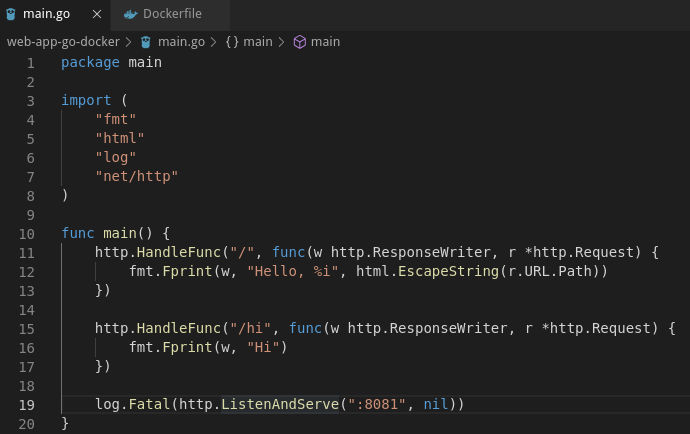 main.go × Dockerfile
web-app-go-docker > main.go > {} main > main
1 package main
2
3 import (
4     "fmt"
5     "html"
6     "log"
7     "net/http"
8 )
9
10 func main() {
11     http.HandleFunc("/", func(w http.ResponseWriter, r *http.Request) {
12         fmt.Fprint(w, "Hello, %i", html.EscapeString(r.URL.Path))
13     })
14
15     http.HandleFunc("/hi", func(w http.ResponseWriter, r *http.Request) {
16         fmt.Fprint(w, "Hi")
17     })
18
19     log.Fatal(http.ListenAndServe(":8081", nil))
20 }